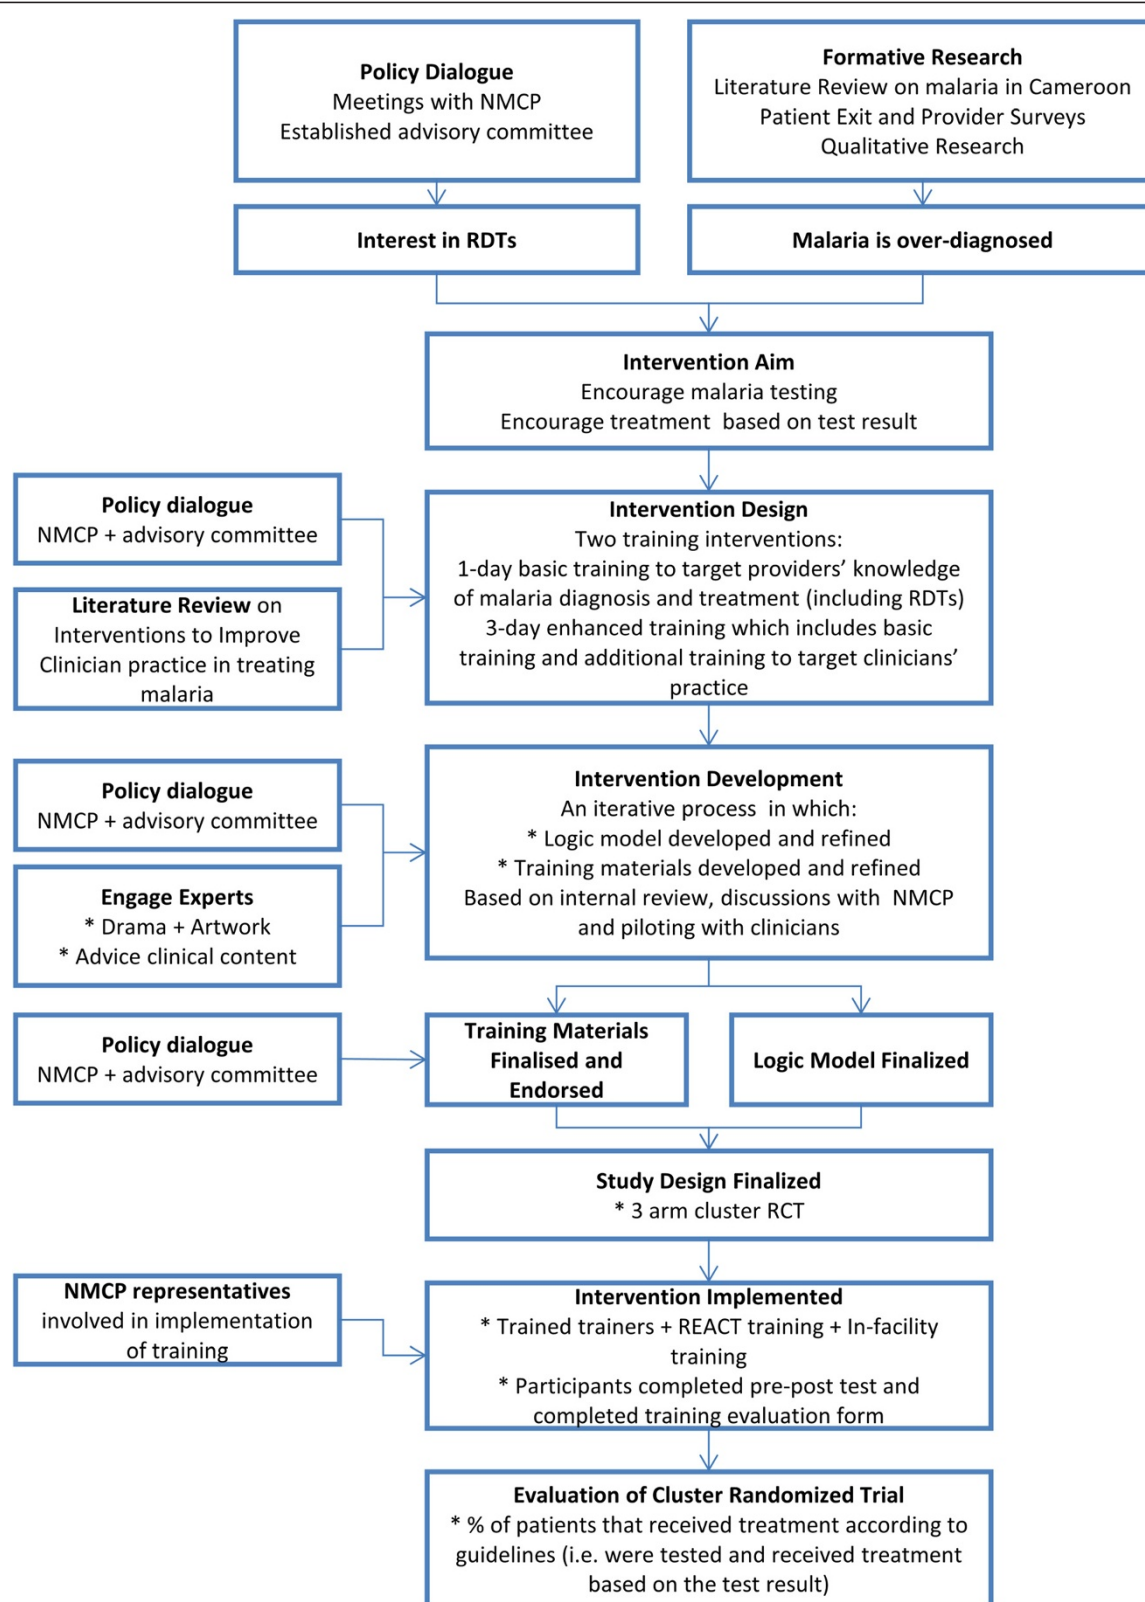 Policy Dialogue
Meetings with NMCP
Established advisory committee
Formative Research
Literature Review on malaria in Cameroon
Patient Exit and Provider Surveys
Qualitative Research
Interest in RDTs
Malaria is over-diagnosed
Intervention Aim
Encourage malaria testing
Encourage treatment based on test result
Policy dialogue
NMCP + advisory committee
Literature Review on
Interventions to Improve
Clinician practice in treating
malaria
Intervention Design
Two training interventions:
1-day basic training to target providers’ knowledge
of malaria diagnosis and treatment (including RDTs)
3-day enhanced training which includes basic
training and additional training to target clinicians’
practice
Policy dialogue
NMCP + advisory committee
Engage Experts
* Drama + Artwork
* Advice clinical content
Intervention Development
An iterative process in which:
* Logic model developed and refined
* Training materials developed and refined
Based on internal review, discussions with NMCP
and piloting with clinicians
Policy dialogue
NMCP + advisory committee
Training Materials
Finalised and
Endorsed
Logic Model Finalized
Study Design Finalized
* 3 arm cluster RCT
NMCP representatives
involved in implementation
of training
Intervention Implemented
* Trained trainers + REACT training + In-facility
training
* Participants completed pre-post test and
completed training evaluation form
Evaluation of Cluster Randomized Trial
* % of patients that received treatment according to
guidelines (i.e. were tested and received treatment
based on the test result)